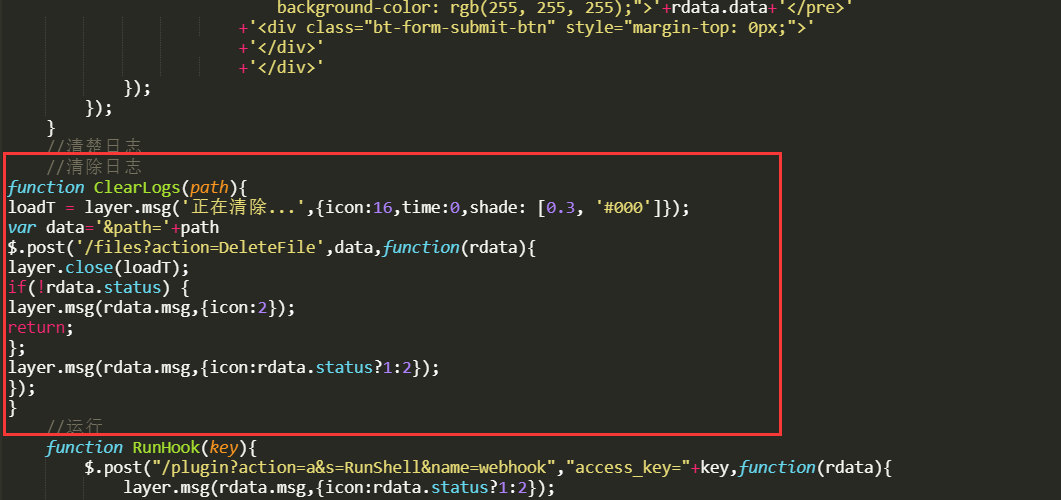 background-color: rgb(255, 255, 255);">'+rdata.data+'</pre>'
+'<div class="bt-form-submit-btn" style="margin-top: 0px;">'
+'</div>'
+'</div>'
});
});
}
//清楚日志
//清除日志
function ClearLogs(path){
loadT = layer.msg('正在清除...',{icon:16,time:0,shade: [0.3, '#000']});
var data='&path='+path
$.post('/files?action=DeleteFile',data,function(rdata){
layer.close(loadT);
if(!rdata.status) {
layer.msg(rdata.msg,{icon:2});
return;
};
layer.msg(rdata.msg,{icon:rdata.status?1:2});
});
}
//运行
function RunHook(key){
$.post("/plugin?action=a&s=RunShell&name=webhook","access_key="+key,function(rdata){
layer.msg(rdata.msg,{icon:rdata.status?1:2});